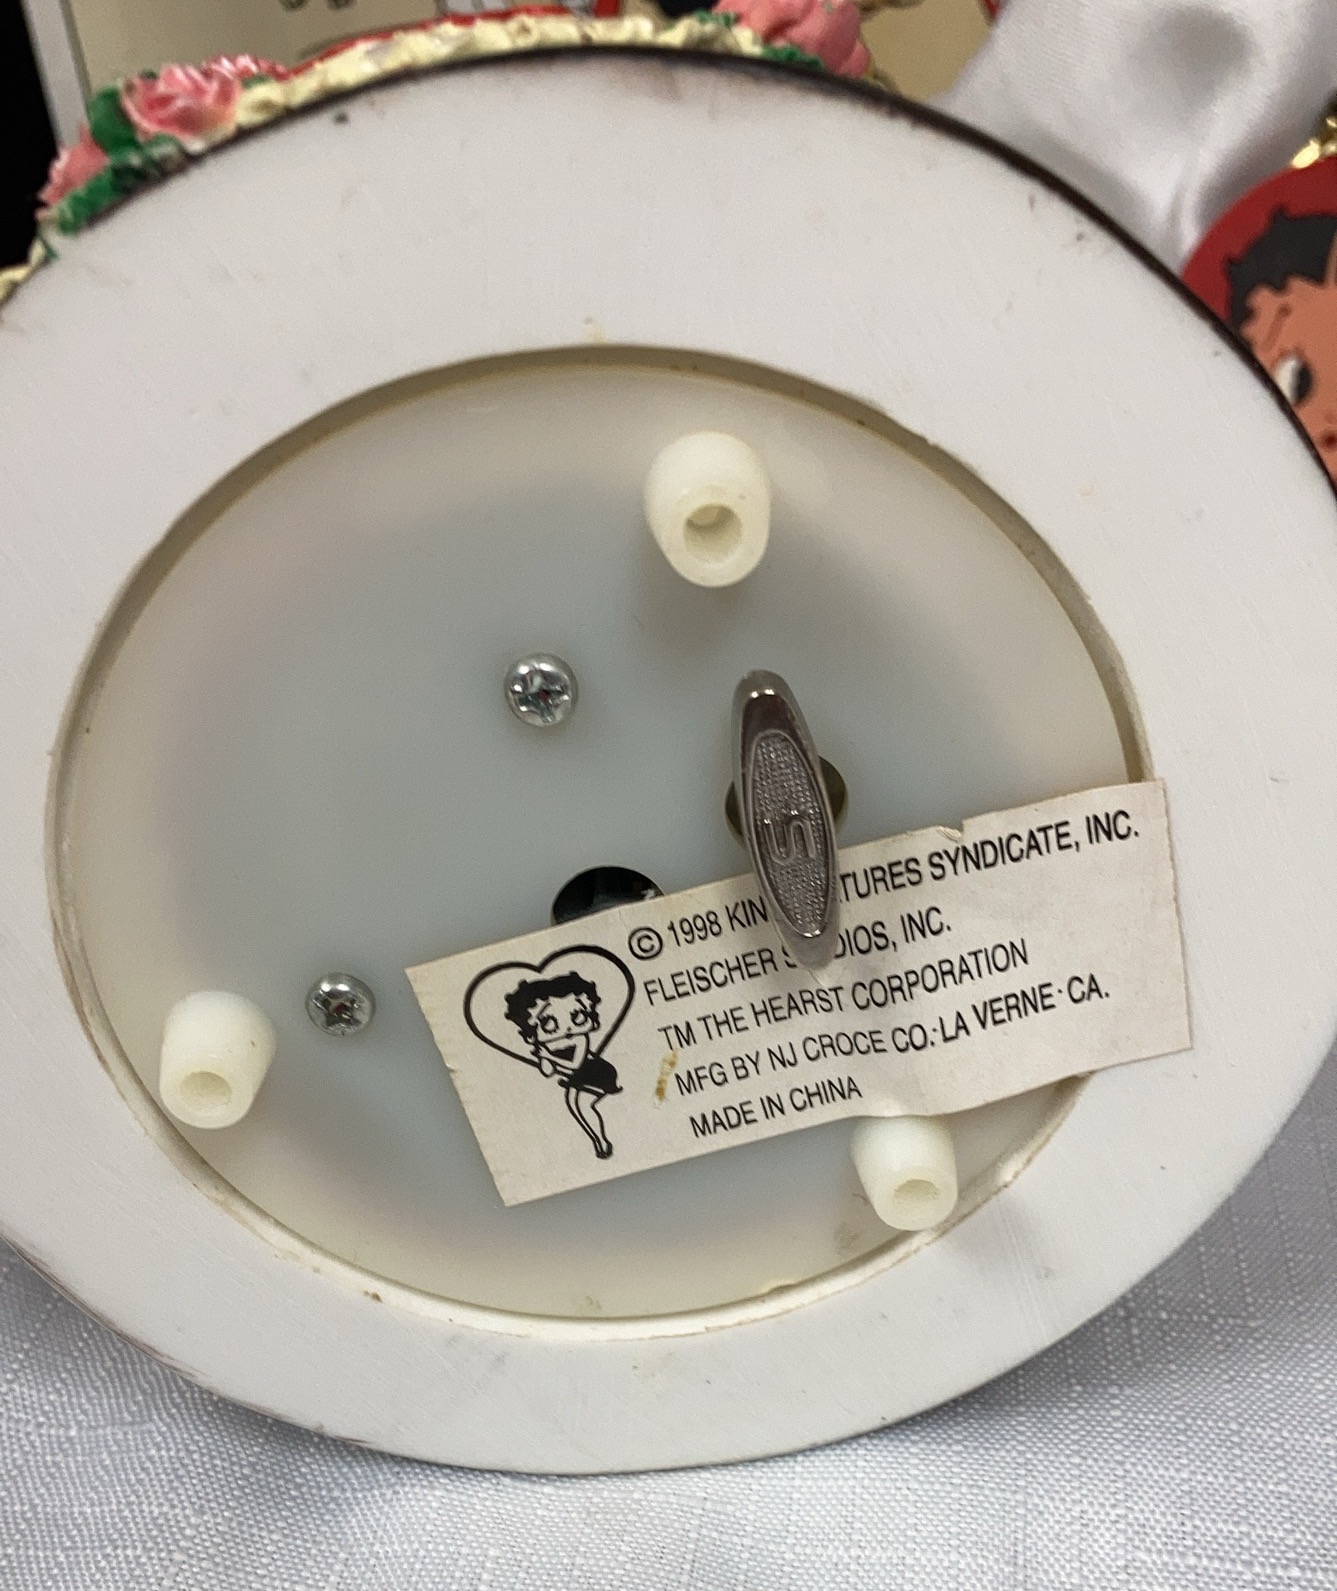 © 1998 KIN TURES SYNDICATE, INC.
FLEISCHER S DIOS, INC.
TM THE HEARST CORPORATION
MFG BY NJ CROCE CO. · LA VERNE · CA.
MADE IN CHINA
S